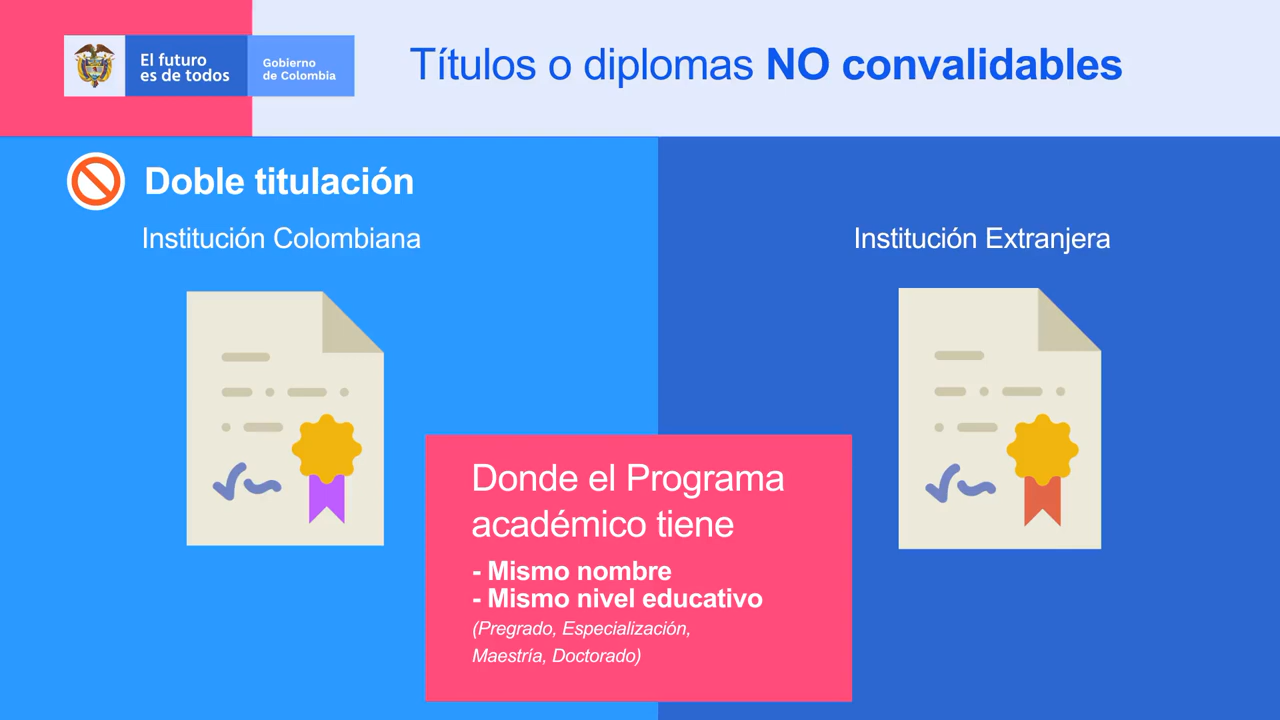 El futuro
es de todos
Gobierno
de Colombia
Títulos o diplomas NO convalidables
Doble titulación
Institución Colombiana
Institución Extranjera
Donde el Programa
académico tiene
- Mismo nombre
- Mismo nivel educativo
(Pregrado, Especialización,
Maestría, Doctorado)